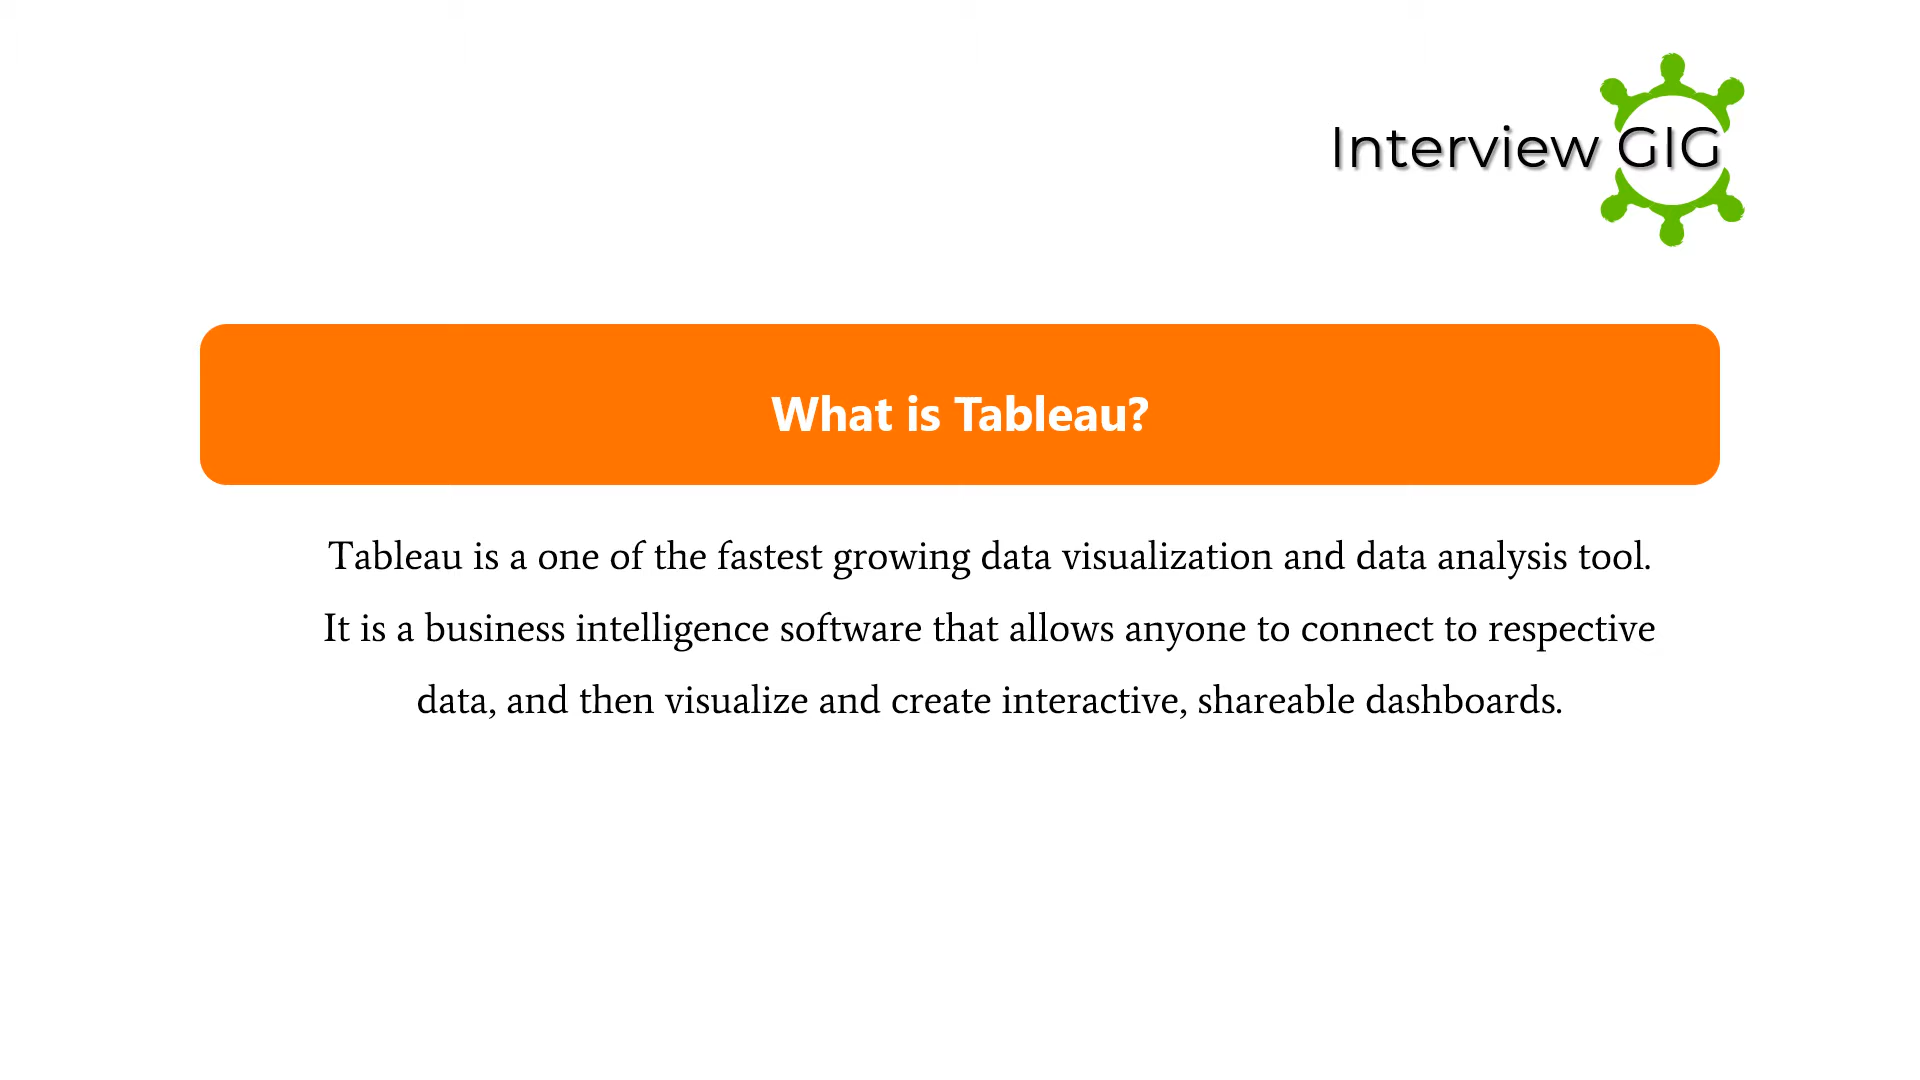 Interview GIG
What is Tableau?
Tableau is a one of the fastest growing data visualization and data analysis tool.
It is a business intelligence software that allows anyone to connect to respective
data, and then visualize and create interactive, shareable dashboards.